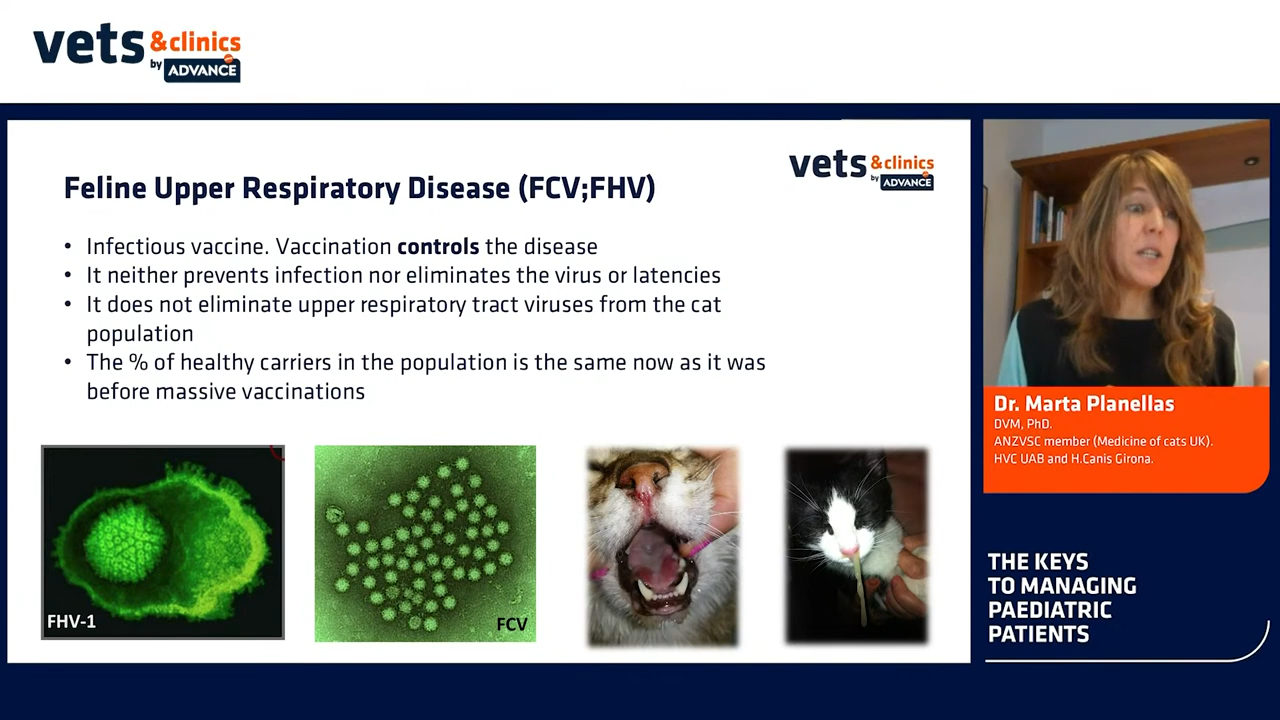 vets &clinics
by ADVANCE
vets &clinics
by ADVANCE
Feline Upper Respiratory Disease (FCV;FHV)
• Infectious vaccine. Vaccination controls the disease
• It neither prevents infection nor eliminates the virus or latencies
• It does not eliminate upper respiratory tract viruses from the cat
population
• The % of healthy carriers in the population is the same now as it was
before massive vaccinations
FHV-1
FCV
Dr. Marta Planellas
DVM, PhD.
ANZVSC member (Medicine of cats UK).
HVC UAB and H.Canis Girona.
THE KEYS
TO MANAGING
PAEDIATRIC
PATIENTS